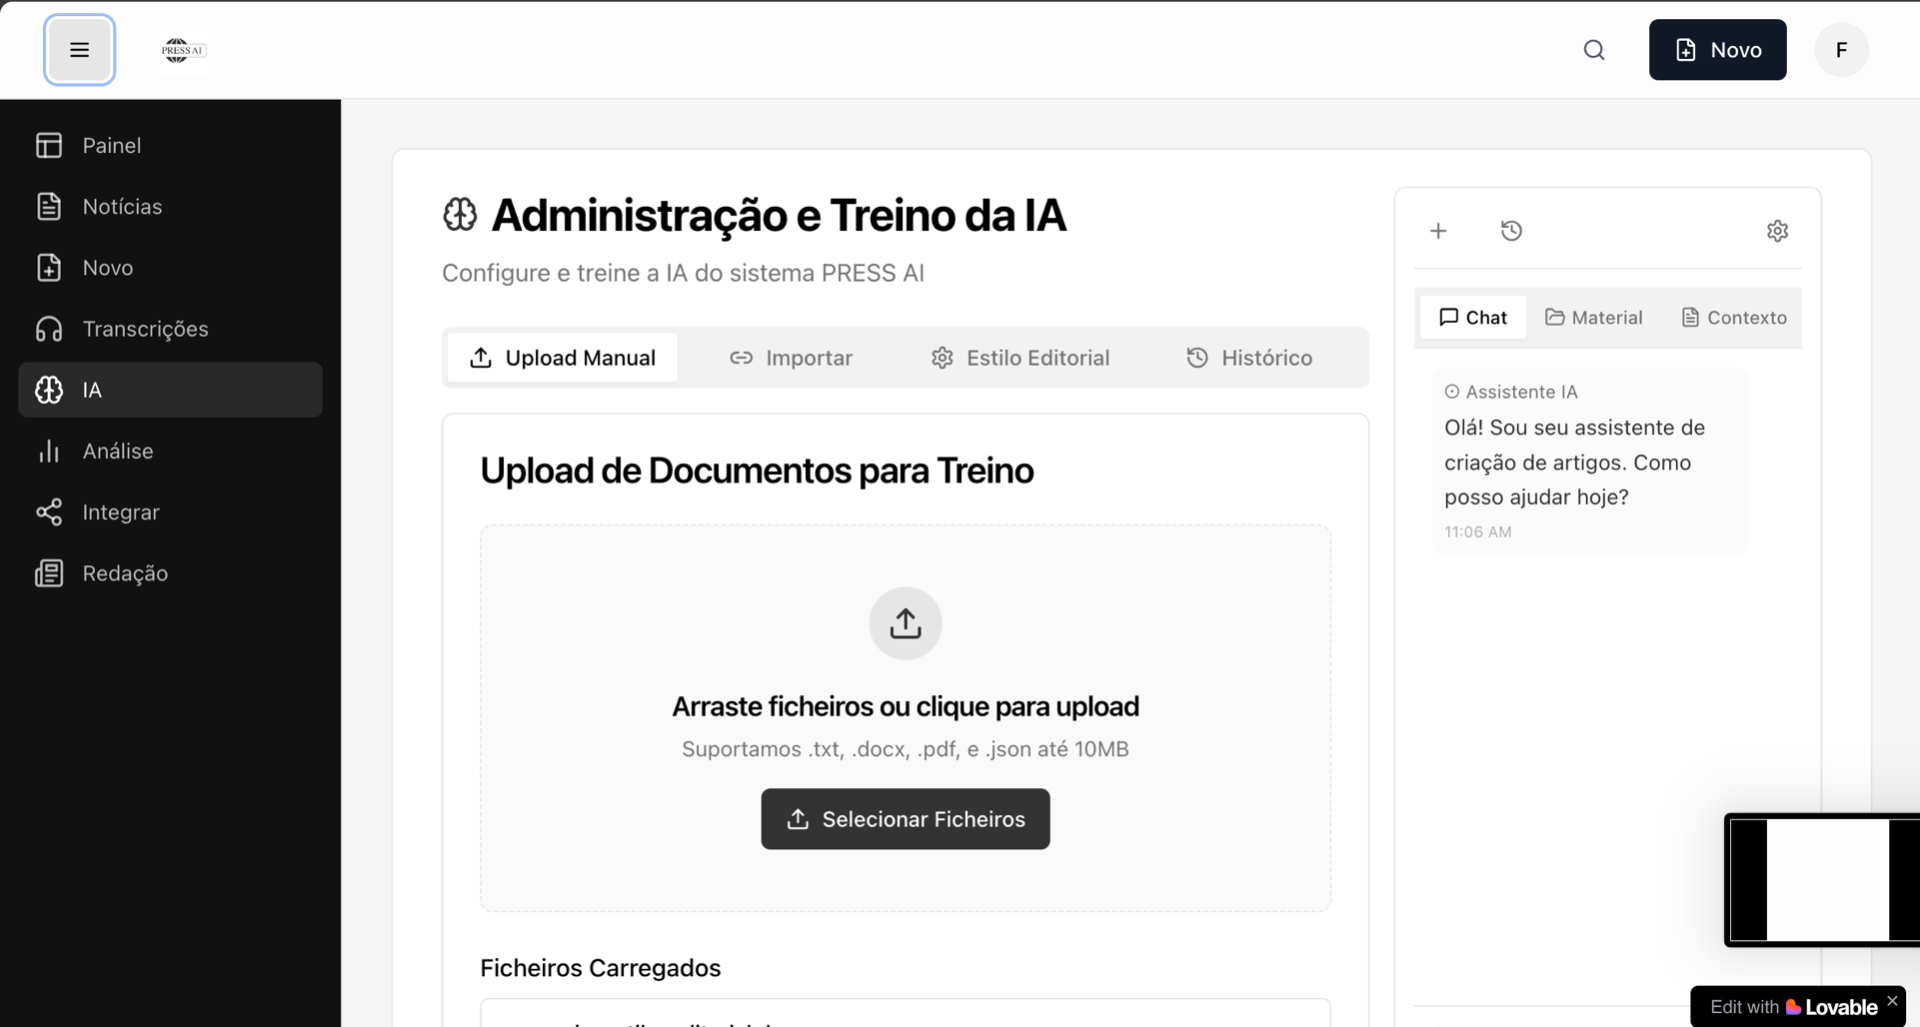 PRESS AI
Novo
F
Painel
Notícias
Novo
Transcrições
IA
Análise
Integrar
Redação
Administração e Treino da IA
Configure e treine a IA do sistema PRESS AI
Upload Manual
Importar
Estilo Editorial
Histórico
Upload de Documentos para Treino
Arraste ficheiros ou clique para upload
Suportamos .txt, .docx, .pdf, e .json até 10MB
Selecionar Ficheiros
Ficheiros Carregados
Chat
Material
Contexto
Assistente IA
Olá! Sou seu assistente de
criação de artigos. Como
posso ajudar hoje?
11:06 AM
Edit with Lovable